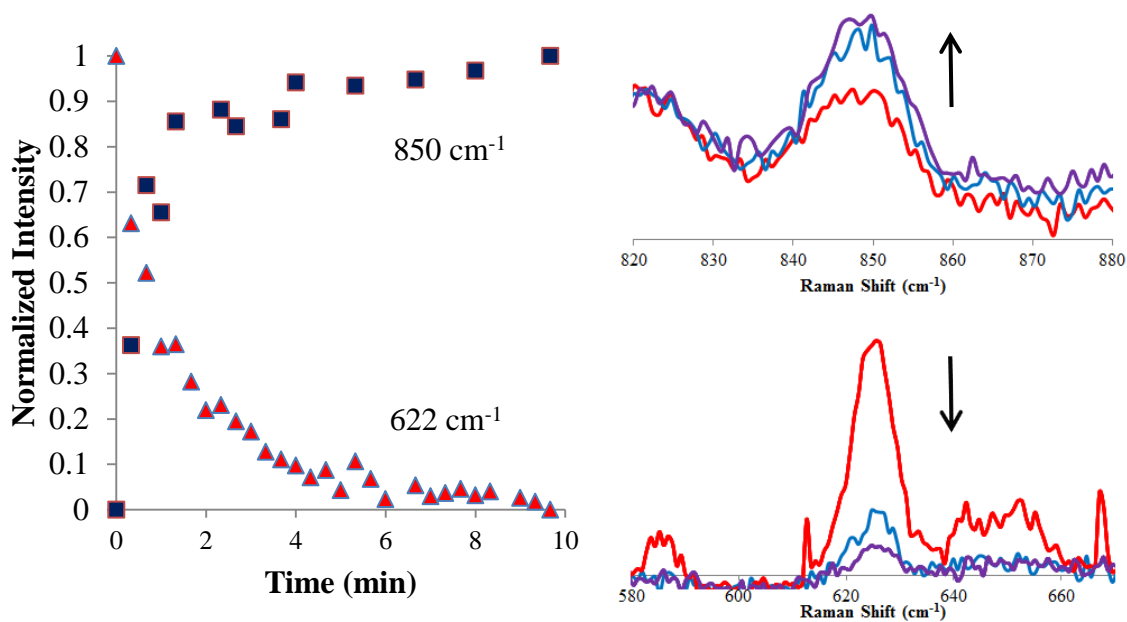 Normalized Intensity
1
0.9
0.8
0.7
0.6
0.5
0.4
0.3
0.2
0.1
0
850 cm-1
622 cm-1
0 2 4 6 8 10
Time (min)
820 830 840 850 860 870 880
Raman Shift (cm-1)
580 600 620 640 660
Raman Shift (cm-1)